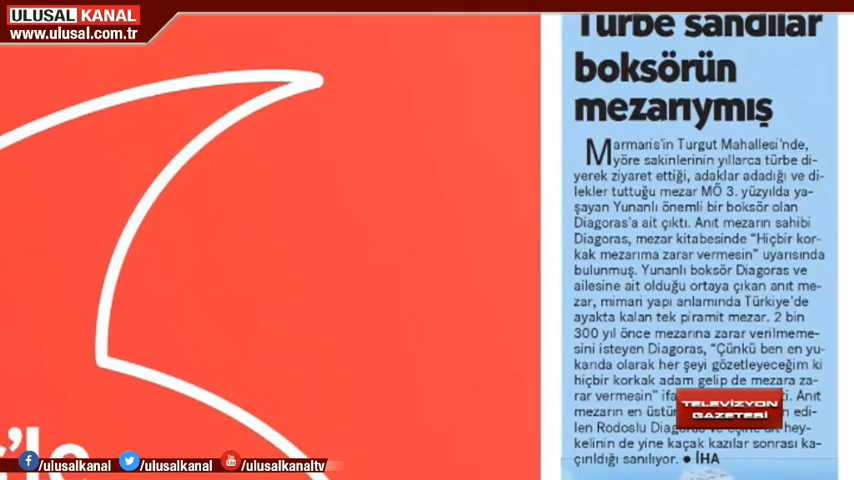 ULUSAL KANAL
www.ulusal.com.tr
Türbe sandılar
boksörün
mezarıymış
Marmaris'in Turgut Mahallesi'nde,
yöre sakinlerinin yıllarca türbe di-
yerek ziyaret ettiği, adaklar adadığı ve di-
lekler tuttuğu mezar MÖ 3. yüzyılda ya-
şayan Yunanlı önemli bir boksör olan
Diagoras'a ait çıktı. Anıt mezarın sahibi
Diagoras, mezar kitabesinde “Hiçbir kor-
kak mezarıma zarar vermesin” uyarısında
bulunmuş. Yunanlı boksör Diagoras ve
ailesine ait olduğu ortaya çıkan anıt me-
zar, mimari yapı anlamında Türkiye'de
ayakta kalan tek piramit mezar. 2 bin
300 yıl önce mezarına zarar verilmeme-
sini isteyen Diagoras, “Çünkü ben en yu-
karıda olarak her şeyi gözetleyeceğim ki
hiçbir korkak adam gelip de mezara za-
rar vermesin” Anıt
mezarın en edi-
len Rodoslu ait hey-
kelinin de yine kaçak kazılar sonrası ka-
çırıldığı sanılıyor. ● İHA
TELEVİZYON
GAZETESİ
'le
/ulusalkanal /ulusalkanal /ulusalkanaltv